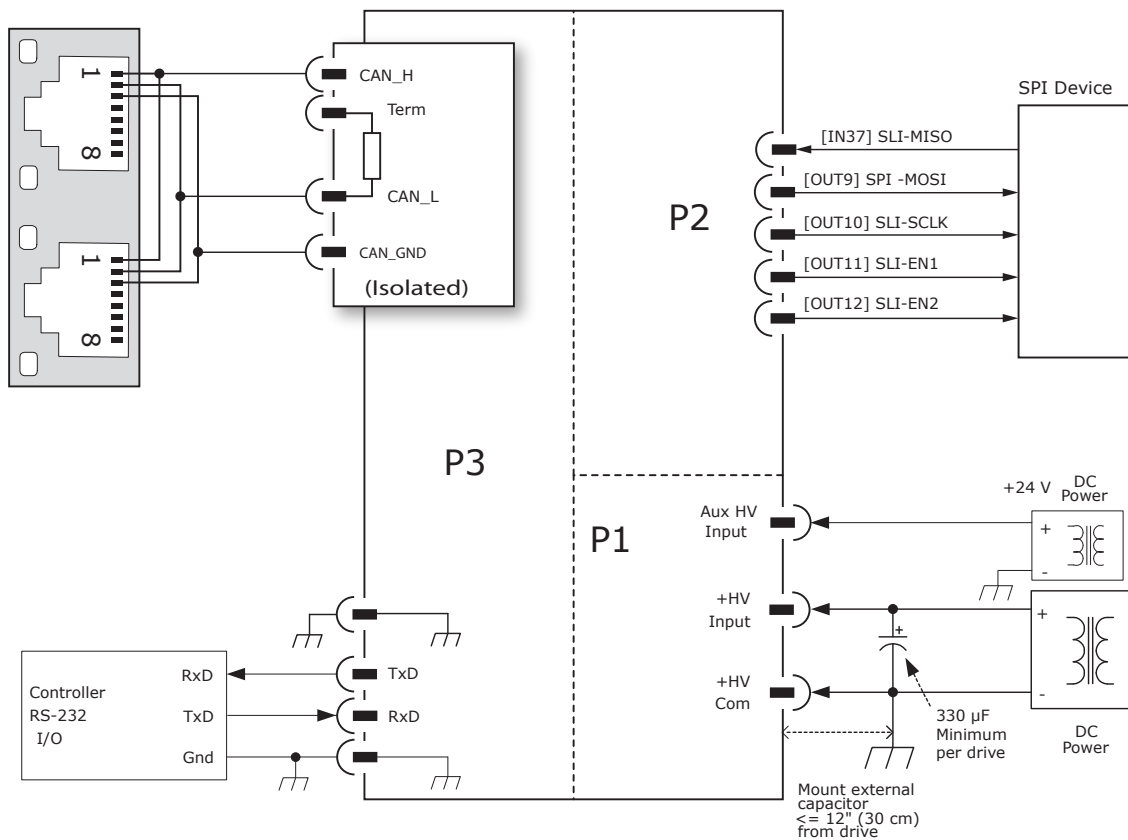 1
8
1
8
CAN_H
Term
CAN_L
CAN_GND
(Isolated)
P3
P2
P1
SPI Device
[IN37] SLI-MISO
[OUT9] SPI -MOSI
[OUT10] SLI-SCLK
[OUT11] SLI-EN1
[OUT12] SLI-EN2
Aux HV
Input
+24 V
DC
Power
+
-
+HV
Input
+HV
Com
+
330 µF
Minimum
per drive
+
-
DC
Power
Mount external
capacitor
<= 12" (30 cm)
from drive
Controller
RS-232
I/O
RxD
TxD
Gnd
TxD
RxD